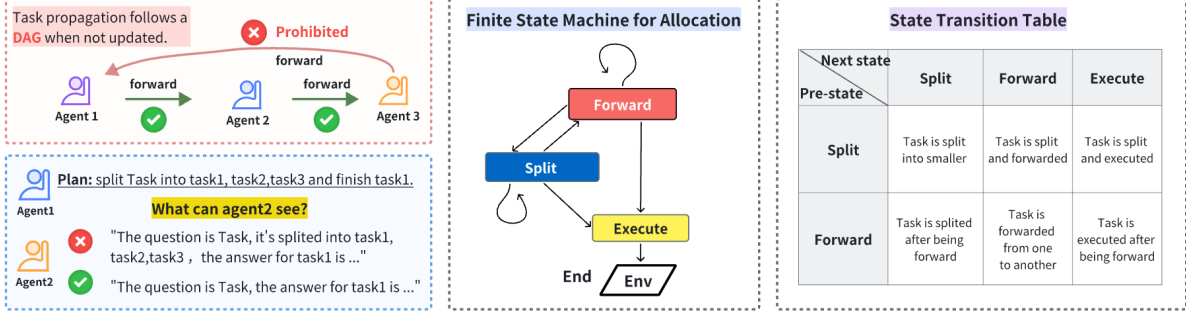 Task propagation follows a
DAG when not updated.
Prohibited
forward
forward
forward
Agent 1
Agent 2
Agent 3
Plan: split Task into task1, task2,task3 and finish task1.
Agent1
What can agent2 see?
"The question is Task, it's splited into task1,
task2,task3 , the answer for task1 is ..."
Agent2
"The question is Task, the answer for task1 is ..."
Finite State Machine for Allocation
Forward
Split
Execute
End
Env
State Transition Table
Next state
Pre-state
Split
Forward
Execute
Split
Task is split
into smaller
Task is split
and forwarded
Task is split
and executed
Forward
Task is splited
after being
forward
Task is
forwarded
from one
to another
Task is
executed after
being forward